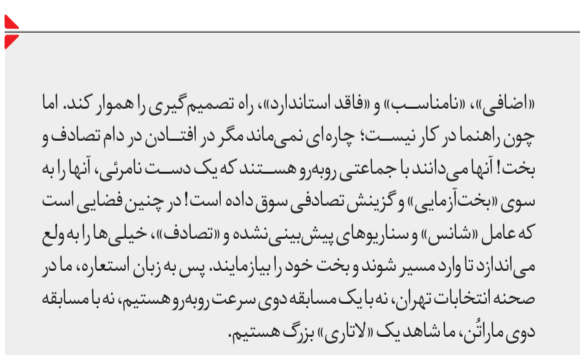 «اضافی»، «نامناسب» و «فاقد استاندارد»، راه تصمیم‌گیری را هموار کند. اما
چون راهنما در کار نیست؛ چاره‌ای نمی‌ماند مگر در افتادن در دام تصادف و
بخت! آنها می‌دانند با جماعتی روبه‌رو هستند که یک دست نامرئی، آنها را به
سوی «بخت‌آزمایی» و گزینش تصادفی سوق داده است! در چنین فضایی است
که عامل «شانس» و سناریوهای پیش‌بینی‌نشده و «تصادف»، خیلی‌ها را به ولع
می‌اندازد تا وارد مسیر شوند و بخت خود را بیازمایند. پس به زبان استعاره، ما در
صحنه انتخابات تهران، نه با یک مسابقه دوی سرعت روبه‌رو هستیم، نه با مسابقه
دوی ماراتُن، ما شاهد یک «لاتاری» بزرگ هستیم.